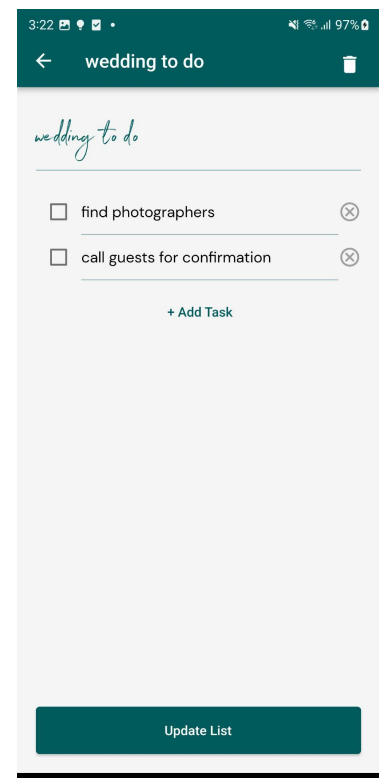 3:22 97%
wedding to do
wedding to do
find photographers
call guests for confirmation
+ Add Task
Update List